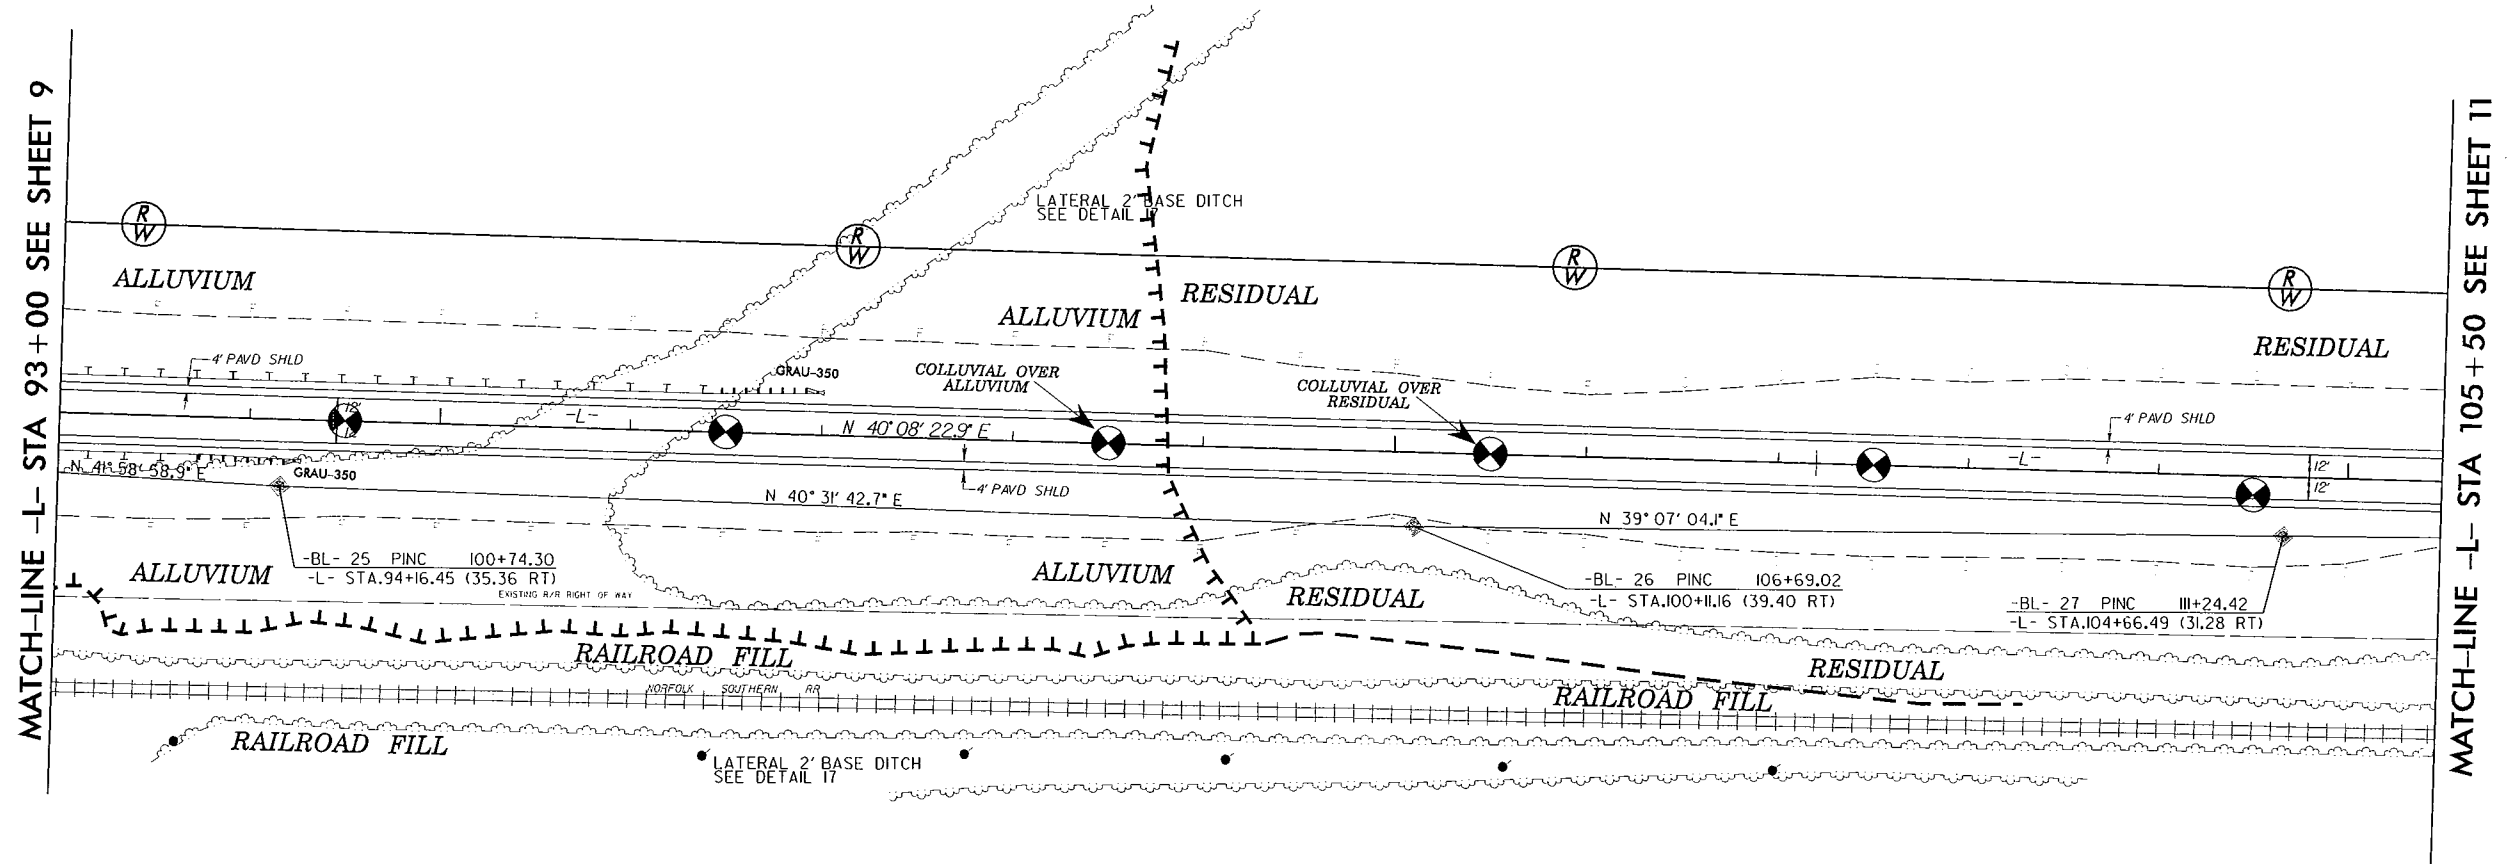 MATCH-LINE -L- STA 93+00 SEE SHEET 9
MATCH-LINE -L- STA 105+50 SEE SHEET 11
LATERAL 2' BASE DITCH
SEE DETAIL 17
R/W
R/W
R/W
R/W
ALLUVIUM
RESIDUAL
ALLUVIUM
RESIDUAL
4' PAVD SHLD
GRAU-350
COLLUVIAL OVER
ALLUVIUM
COLLUVIAL OVER
RESIDUAL
12'
12'
-L-
N 40° 08' 22.9" E
4' PAVD SHLD
-L-
12'
12'
N 41° 58' 58.9" E
GRAU-350
4' PAVD SHLD
N 40° 31' 42.7" E
N 39° 07' 04.1" E
-BL- 25 PINC 100+74.30
-L- STA.94+16.45 (35.36 RT)
ALLUVIUM
ALLUVIUM
EXISTING R/R RIGHT OF WAY
RESIDUAL
-BL- 26 PINC 106+69.02
-L- STA.100+11.16 (39.40 RT)
-BL- 27 PINC 111+24.42
-L- STA.104+66.49 (31.28 RT)
RAILROAD FILL
RESIDUAL
NORFOLK SOUTHERN RR
RAILROAD FILL
RAILROAD FILL
LATERAL 2' BASE DITCH
SEE DETAIL 17